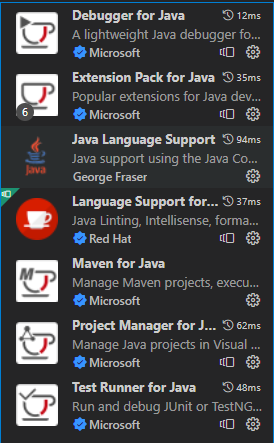 Debugger for Java 12ms
A lightweight Java debugger fo...
Microsoft
Extension Pack for Java 35ms
Popular extensions for Java dev...
6
Microsoft
Java Language Support 94ms
Java support using the Java Co...
Java
George Fraser
Language Support for... 37ms
Java Linting, Intellisense, forma...
Red Hat
Maven for Java
Manage Maven projects, execu...
Microsoft
Project Manager for J... 62ms
Manage Java projects in Visual ...
Microsoft
Test Runner for Java 48ms
Run and debug JUnit or TestNG...
Microsoft